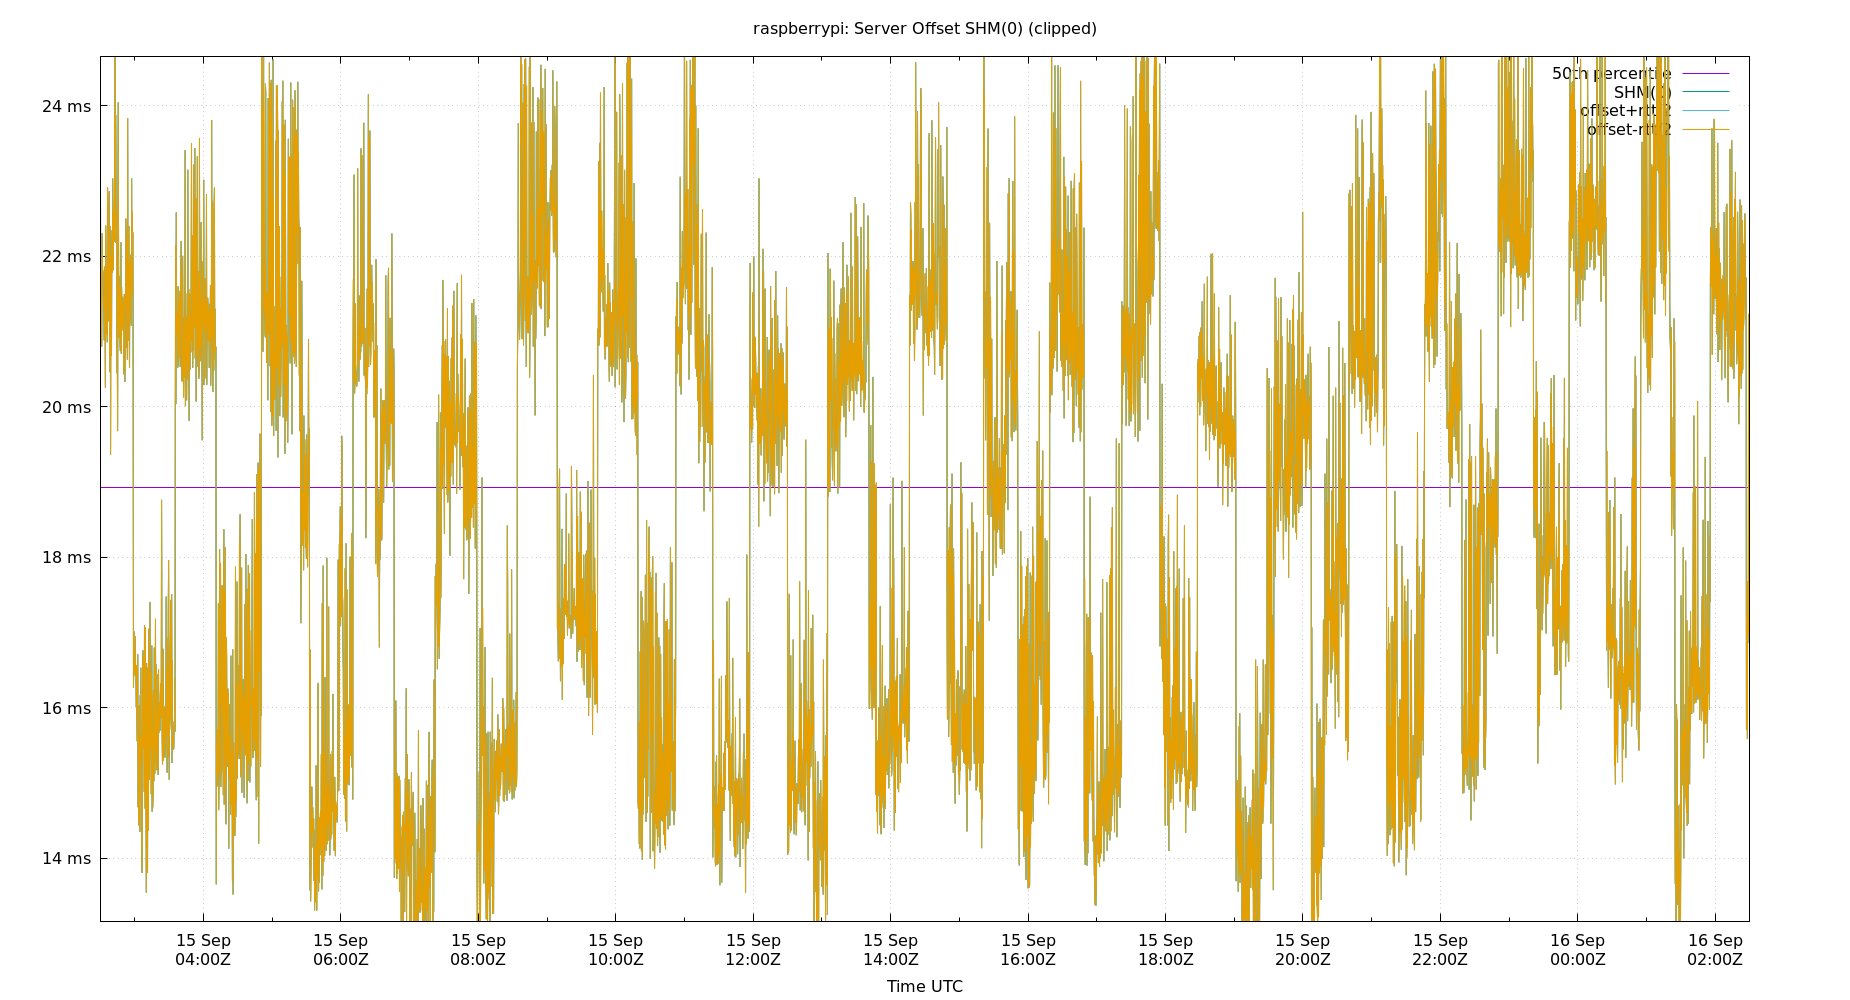 raspberrypi: Server Offset SHM(0) (clipped)
50th percentile
SHM(0)
offset+rtt/2
offset-rtt/2
24 ms
22 ms
20 ms
18 ms
16 ms
14 ms
15 Sep 15 Sep 15 Sep 15 Sep 15 Sep 15 Sep 15 Sep 15 Sep 15 Sep 15 Sep 16 Sep 16 Sep
04:00Z 06:00Z 08:00Z 10:00Z 12:00Z 14:00Z 16:00Z 18:00Z 20:00Z 22:00Z 00:00Z 02:00Z
Time UTC